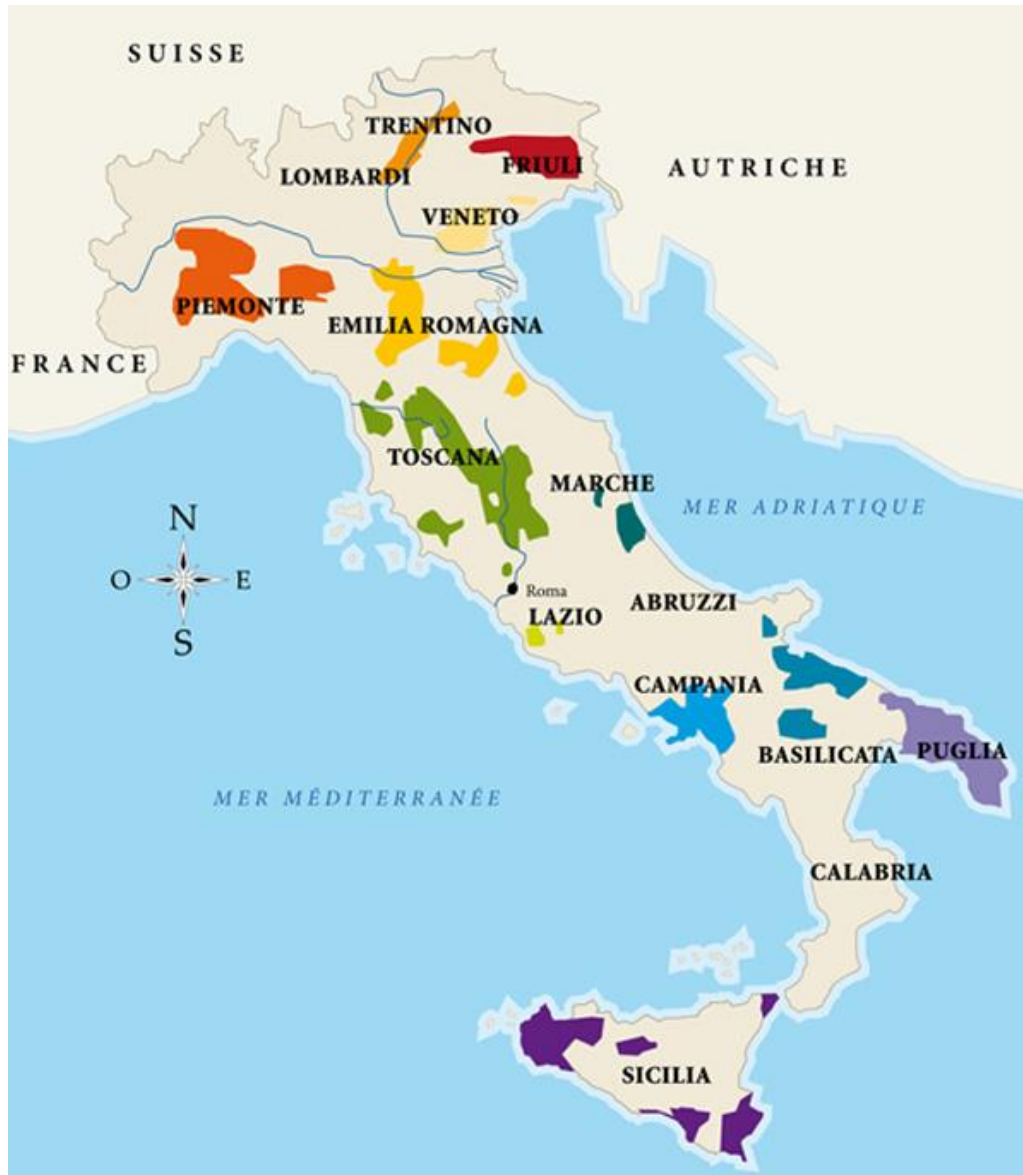 SUISSE
TRENTINO
FRIULI
AUTRICHE
LOMBARDI
VENETO
PIEMONTE
EMILIA ROMAGNA
FRANCE
TOSCANA
MARCHE
MER ADRIATIQUE
N
O
E
S
Roma
LAZIO
ABRUZZI
CAMPANIA
BASILICATA
PUGLIA
MER MÉDITERRANÉE
CALABRIA
SICILIA